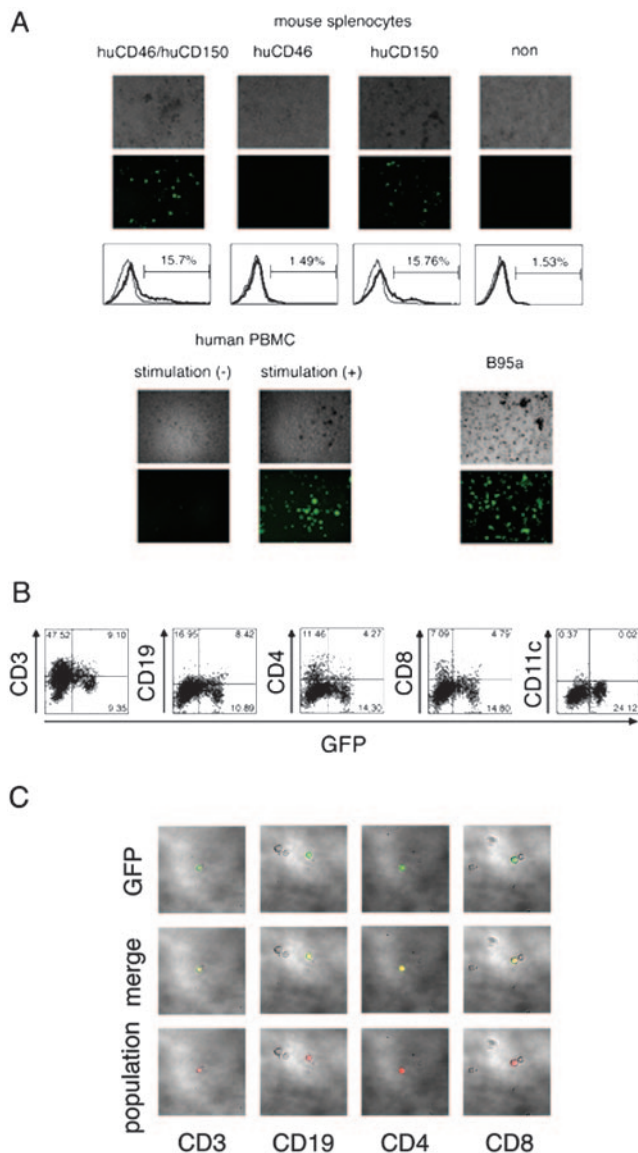 A
mouse splenocytes
huCD46/huCD150 huCD46 huCD150 non
15.7% 1.49% 15.76% 1.53%
human PBMC
stimulation (-) stimulation (+) B95a
B
CD3 47.52 9.10 9.35
CD19 16.95 8.42 10.89
CD4 11.46 4.27 14.30
CD8 7.09 4.79 14.80
CD11c 0.37 0.02 24.12
GFP
C
GFP
merge
population
CD3 CD19 CD4 CD8